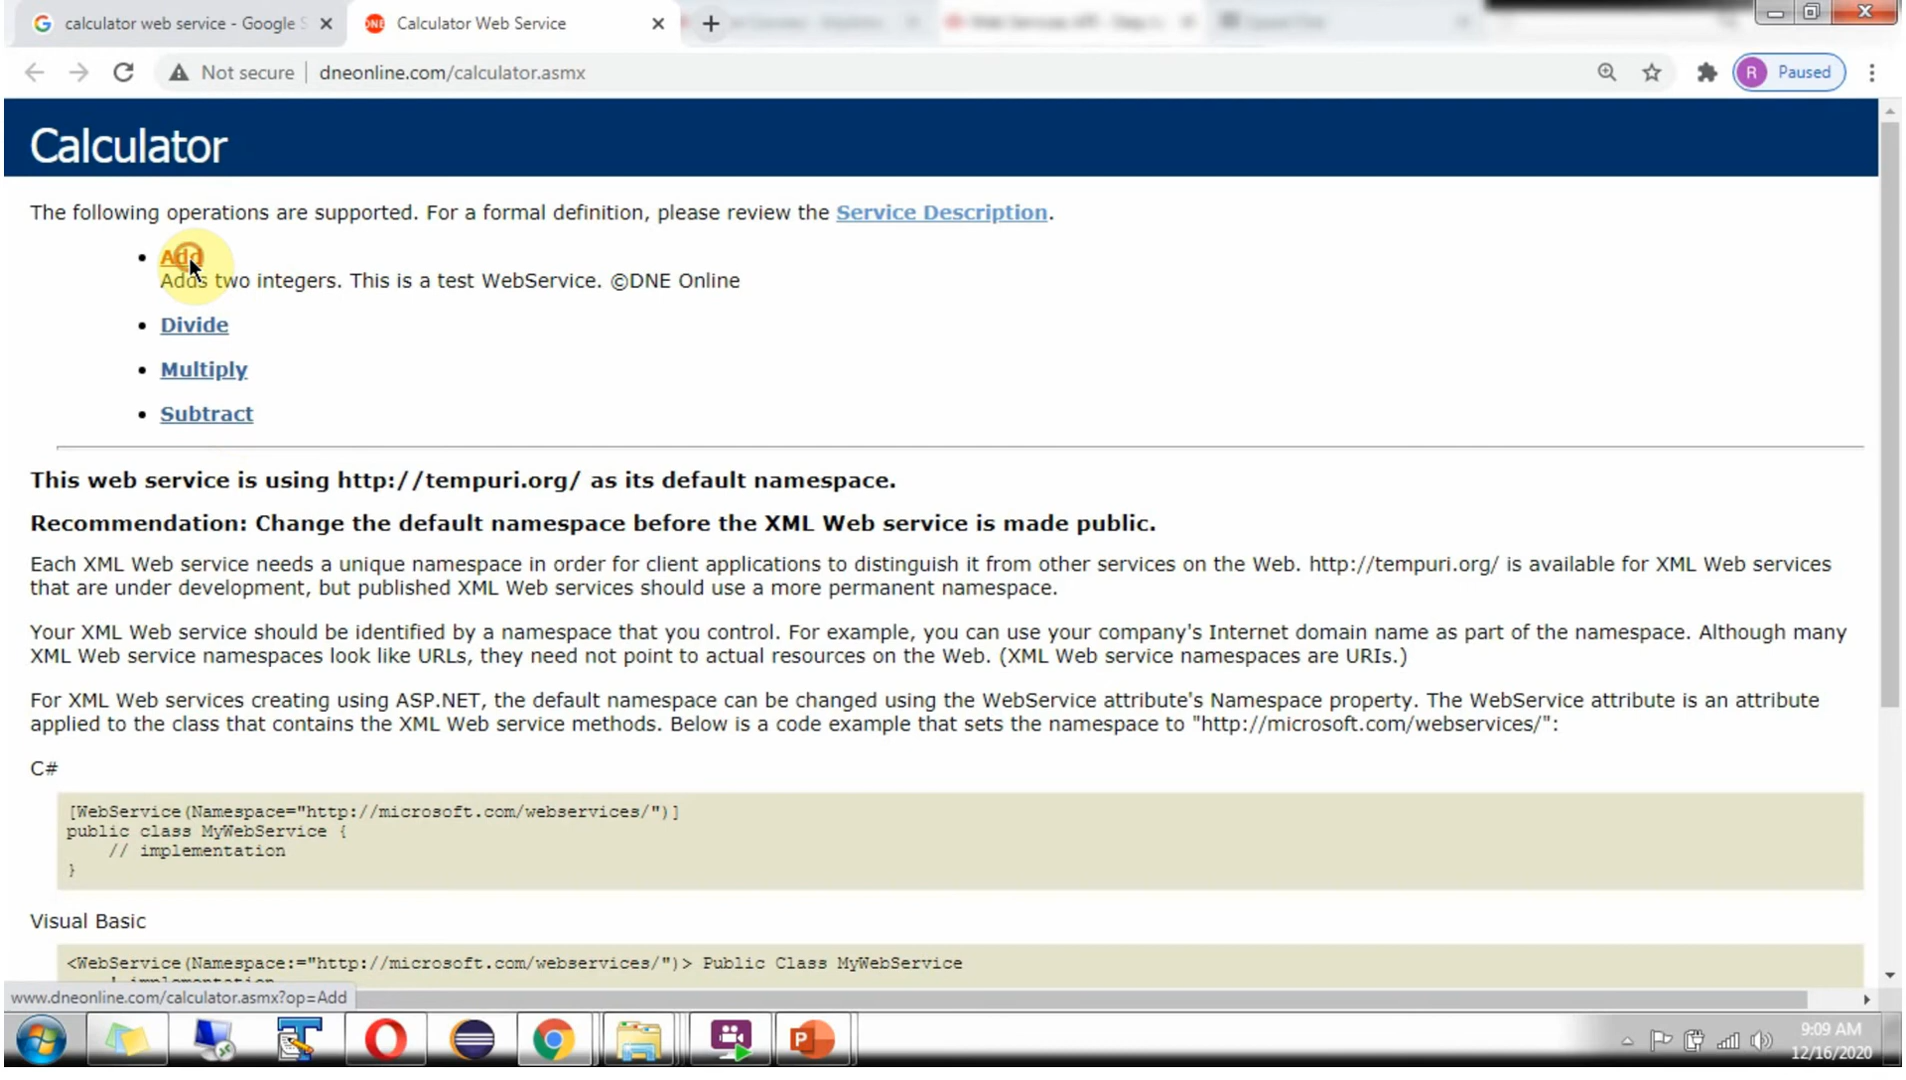 calculator web service - Google S
Calculator Web Service
Not secure
dneonline.com/calculator.asmx
R
Paused
Calculator
The following operations are supported. For a formal definition, please review the Service Description.
Add
Adds two integers. This is a test WebService. ©DNE Online
Divide
Multiply
Subtract
This web service is using http://tempuri.org/ as its default namespace.
Recommendation: Change the default namespace before the XML Web service is made public.
Each XML Web service needs a unique namespace in order for client applications to distinguish it from other services on the Web. http://tempuri.org/ is available for XML Web services
that are under development, but published XML Web services should use a more permanent namespace.
Your XML Web service should be identified by a namespace that you control. For example, you can use your company's Internet domain name as part of the namespace. Although many
XML Web service namespaces look like URLs, they need not point to actual resources on the Web. (XML Web service namespaces are URIs.)
For XML Web services creating using ASP.NET, the default namespace can be changed using the WebService attribute's Namespace property. The WebService attribute is an attribute
applied to the class that contains the XML Web service methods. Below is a code example that sets the namespace to "http://microsoft.com/webservices/":
C#
[WebService(Namespace="http://microsoft.com/webservices/")]
public class MyWebService {
// implementation
}
Visual Basic
<WebService(Namespace:="http://microsoft.com/webservices/")> Public Class MyWebService
' implementation
www.dneonline.com/calculator.asmx?op=Add
9:09 AM
12/16/2020